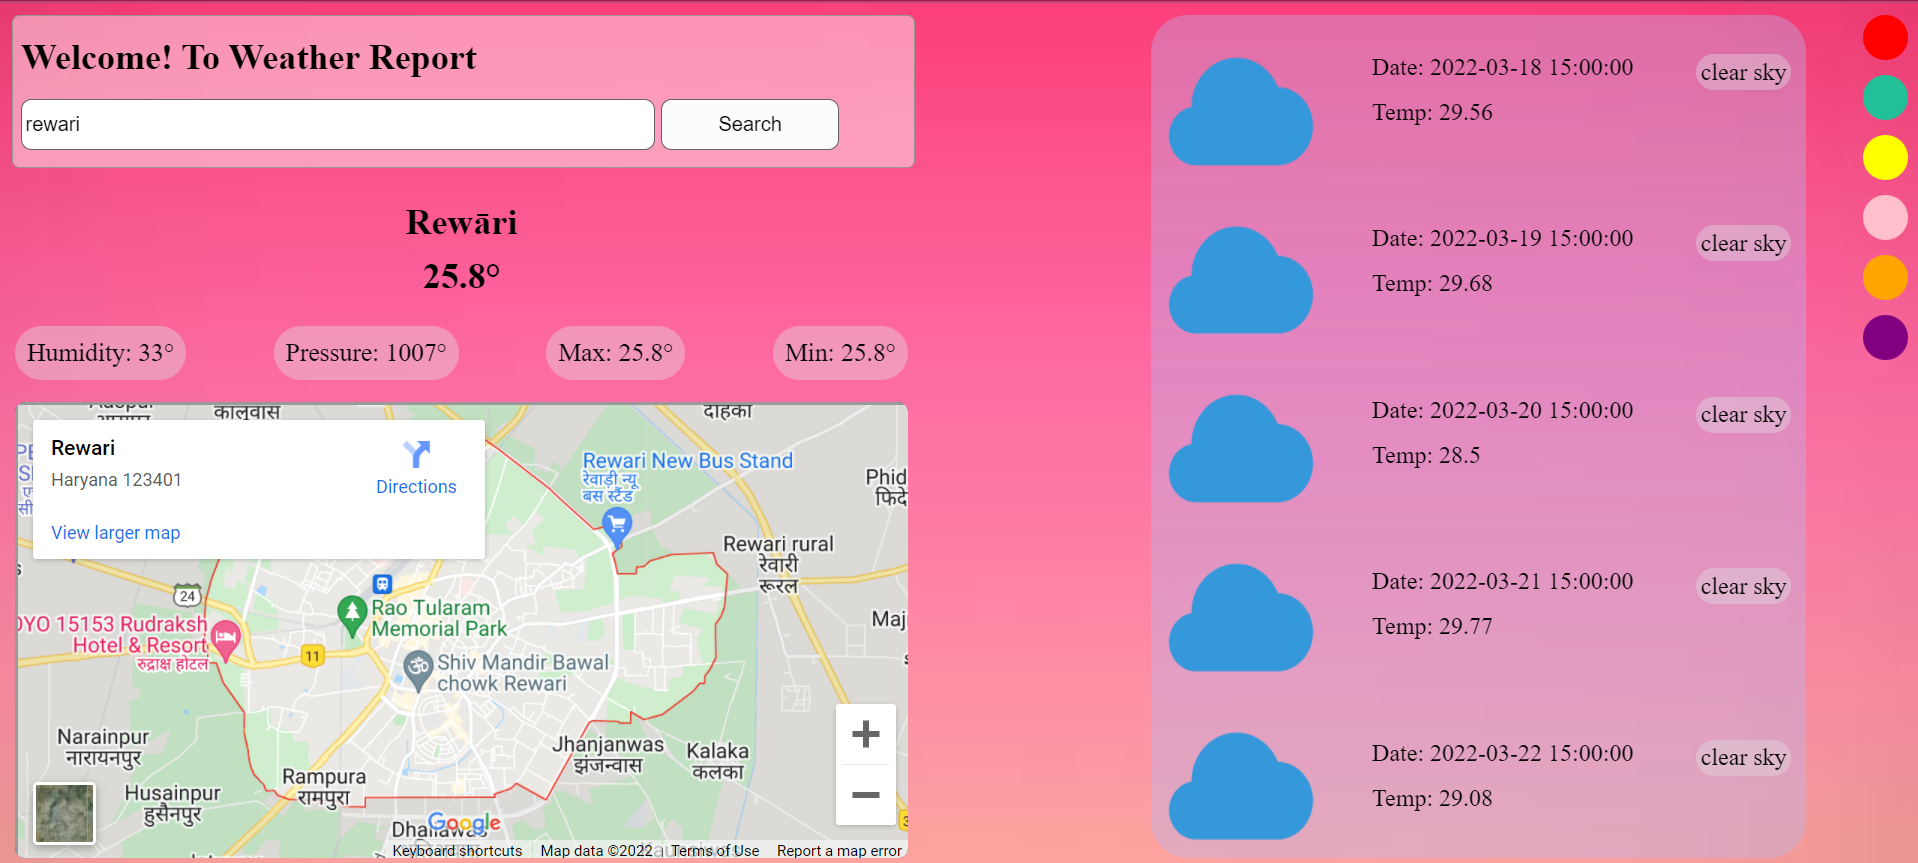 Welcome! To Weather Report
rewari
Search
Rewāri
25.8°
Humidity: 33°
Pressure: 1007°
Max: 25.8°
Min: 25.8°
Rewari
Haryana 123401
Directions
View larger map
कालूवास
दोहका
Rewari New Bus Stand
रेवाड़ी न्यू
बस स्टैंड
Rewari rural
रेवारी
रूरल
24
Rao Tularam
Memorial Park
OYO 15153 Rudraksh
Hotel & Resort
रुद्राक्ष होटल
11
Shiv Mandir Bawal
chowk Rewari
Narainpur
नारायनपुर
Jhanjanwas
झंजन्वास
Kalaka
कलका
Rampura
रामपुरा
Husainpur
हुसैनपुर
Google
Keyboard shortcuts
Map data ©2022
Terms of Use
Report a map error
Date: 2022-03-18 15:00:00
clear sky
Temp: 29.56
Date: 2022-03-19 15:00:00
clear sky
Temp: 29.68
Date: 2022-03-20 15:00:00
clear sky
Temp: 28.5
Date: 2022-03-21 15:00:00
clear sky
Temp: 29.77
Date: 2022-03-22 15:00:00
clear sky
Temp: 29.08